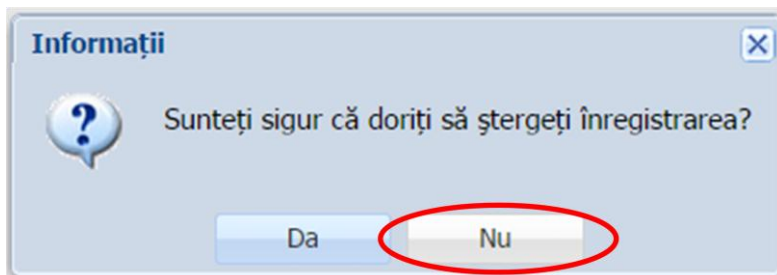 Informații
Sunteți sigur că doriți să ştergeți înregistrarea?
Da Nu